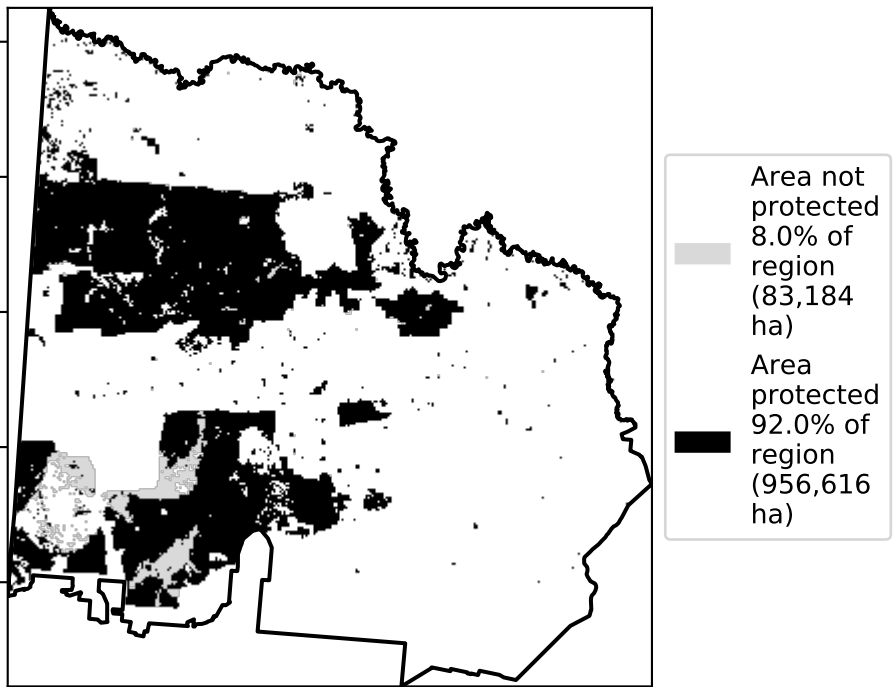 Area not
protected
8.0% of
region
(83,184
ha)
Area
protected
92.0% of
region
(956,616
ha)